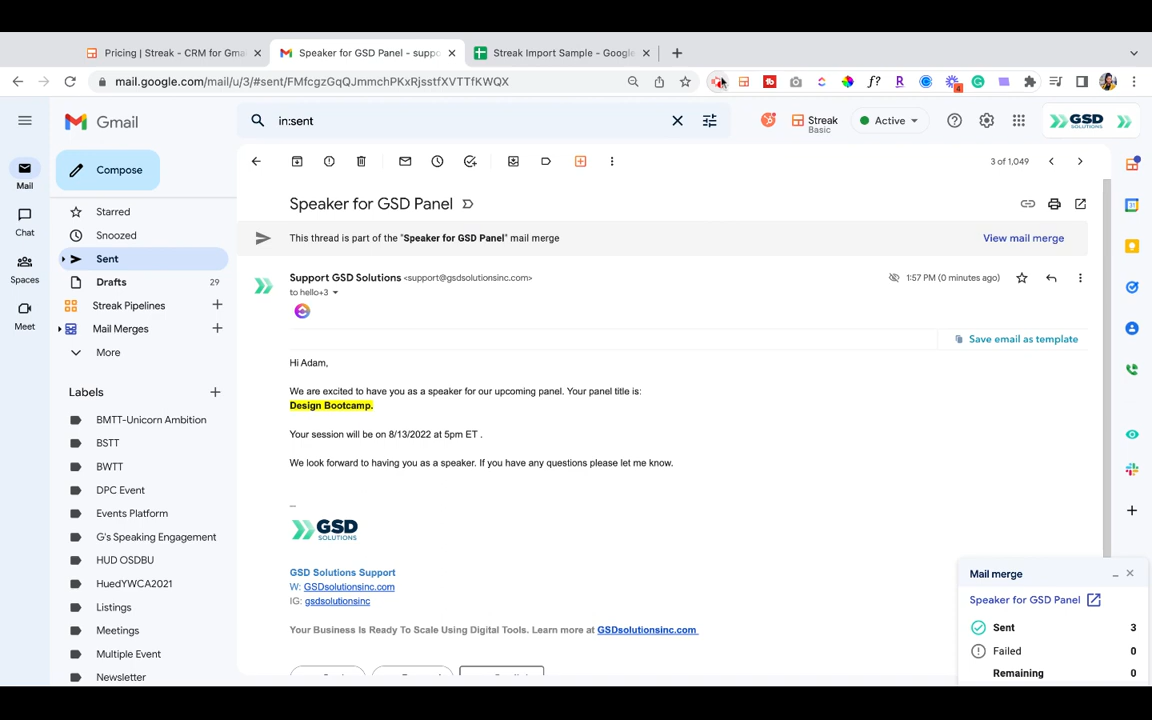 Pricing | Streak - CRM for Gma
Speaker for GSD Panel - suppo
Streak Import Sample - Google
mail.google.com/mail/u/3/#sent/FMfcgzGqQJmmchPKxRjsstfXVTTfKWQX
Gmail
in:sent
Streak
Basic
Active
GSD
SOLUTIONS
Mail
Chat
Spaces
Meet
Compose
Starred
Snoozed
Sent
Drafts 29
Streak Pipelines
Mail Merges
More
Labels
BMTT-Unicorn Ambition
BSTT
BWTT
DPC Event
Events Platform
G's Speaking Engagement
HUD OSDBU
HuedYWCA2021
Listings
Meetings
Multiple Event
Newsletter
3 of 1,049
Speaker for GSD Panel
This thread is part of the "Speaker for GSD Panel" mail merge
View mail merge
Support GSD Solutions <support@gsdsolutionsinc.com>
1:57 PM (0 minutes ago)
to hello+3
Save email as template
Hi Adam,
We are excited to have you as a speaker for our upcoming panel. Your panel title is:
Design Bootcamp.
Your session will be on 8/13/2022 at 5pm ET .
We look forward to having you as a speaker. If you have any questions please let me know.
GSD
SOLUTIONS
GSD Solutions Support
W: GSDsolutionsinc.com
IG: gsdsolutionsinc
Your Business Is Ready To Scale Using Digital Tools. Learn more at GSDsolutionsinc.com
Mail merge
Speaker for GSD Panel
Sent 3
Failed 0
Remaining 0